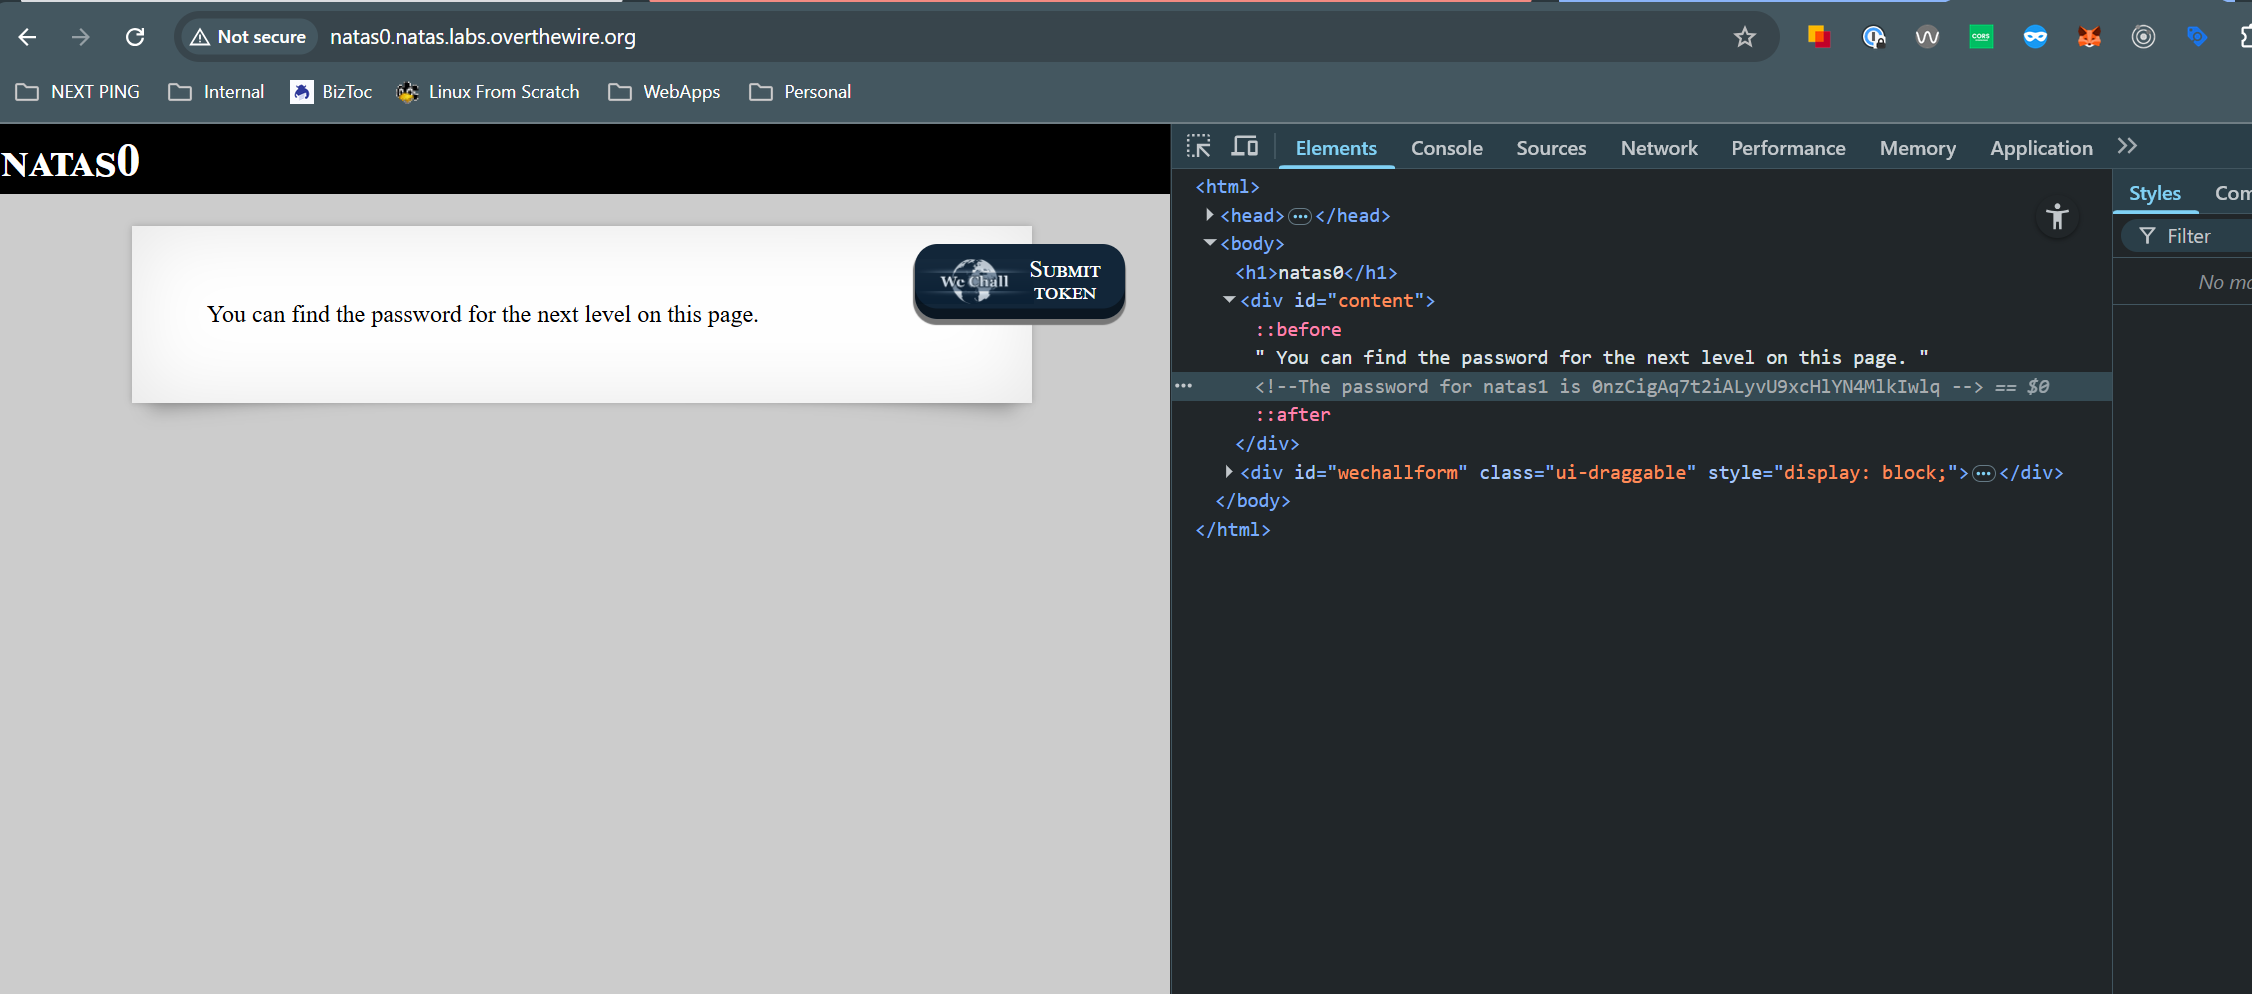 Not secure natas0.natas.labs.overthewire.org CORS
NEXT PING Internal BizToc Linux From Scratch WebApps Personal
NATAS0
We Chall SUBMIT
TOKEN
You can find the password for the next level on this page.
Elements Console Sources Network Performance Memory Application
Styles
Filter
<html>
<head>…</head>
<body>
<h1>natas0</h1>
<div id="content">
::before
" You can find the password for the next level on this page. "
<!--The password for natas1 is 0nzCigAq7t2iALyvU9xcHlYN4MlkIwlq --> == $0
::after
</div>
<div id="wechallform" class="ui-draggable" style="display: block;">…</div>
</body>
</html>